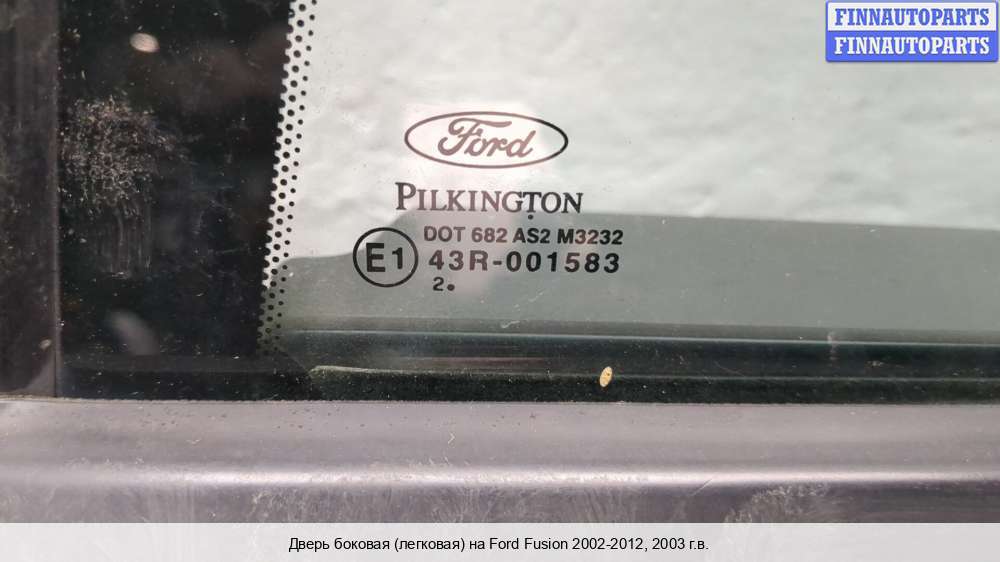 FINNAUTOPARTS
FINNAUTOPARTS
Ford
PILKINGTON
DOT 682 AS2 M3232
E1 43R-001583
2.
Дверь боковая (легковая) на Ford Fusion 2002-2012, 2003 г.в.